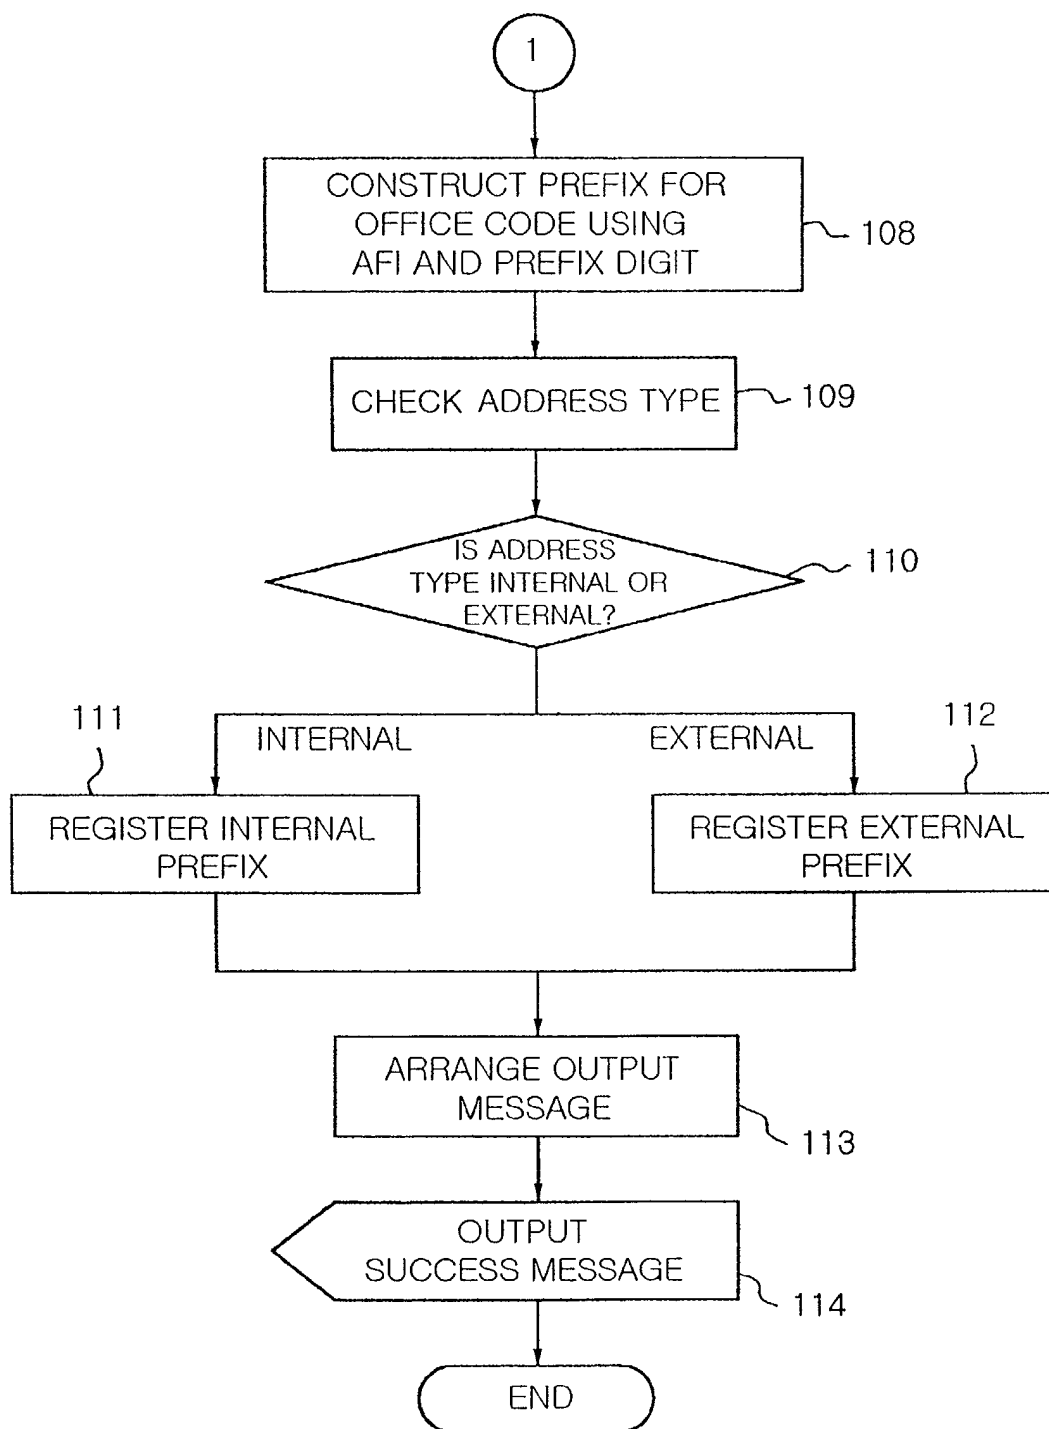 1
CONSTRUCT PREFIX FOR
OFFICE CODE USING
AFI AND PREFIX DIGIT
108
CHECK ADDRESS TYPE
109
IS ADDRESS
TYPE INTERNAL OR
EXTERNAL?
110
111
INTERNAL
EXTERNAL
112
REGISTER INTERNAL
PREFIX
REGISTER EXTERNAL
PREFIX
ARRANGE OUTPUT
MESSAGE
113
OUTPUT
SUCCESS MESSAGE
114
END